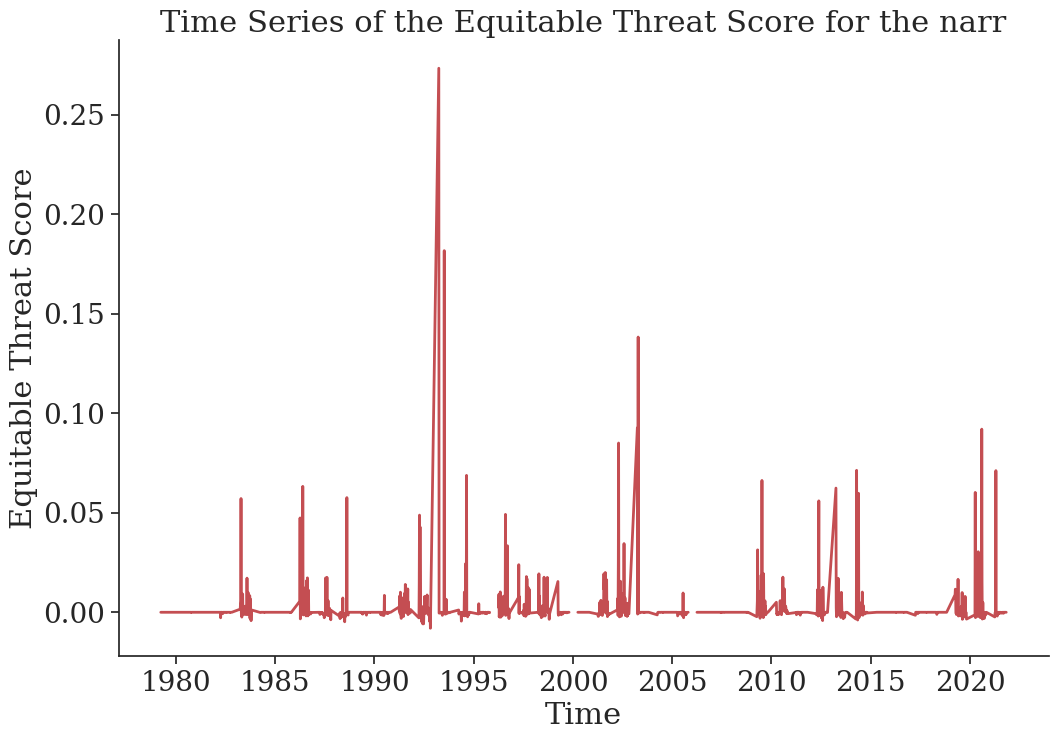 Time Series of the Equitable Threat Score for the narr
Equitable Threat Score
0.25
0.20
0.15
0.10
0.05
0.00
1980 1985 1990 1995 2000 2005 2010 2015 2020
Time